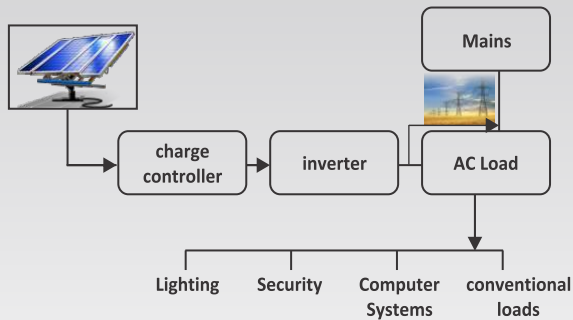 Mains
charge
controller
inverter
AC Load
Lighting
Security
Computer
Systems
conventional
loads